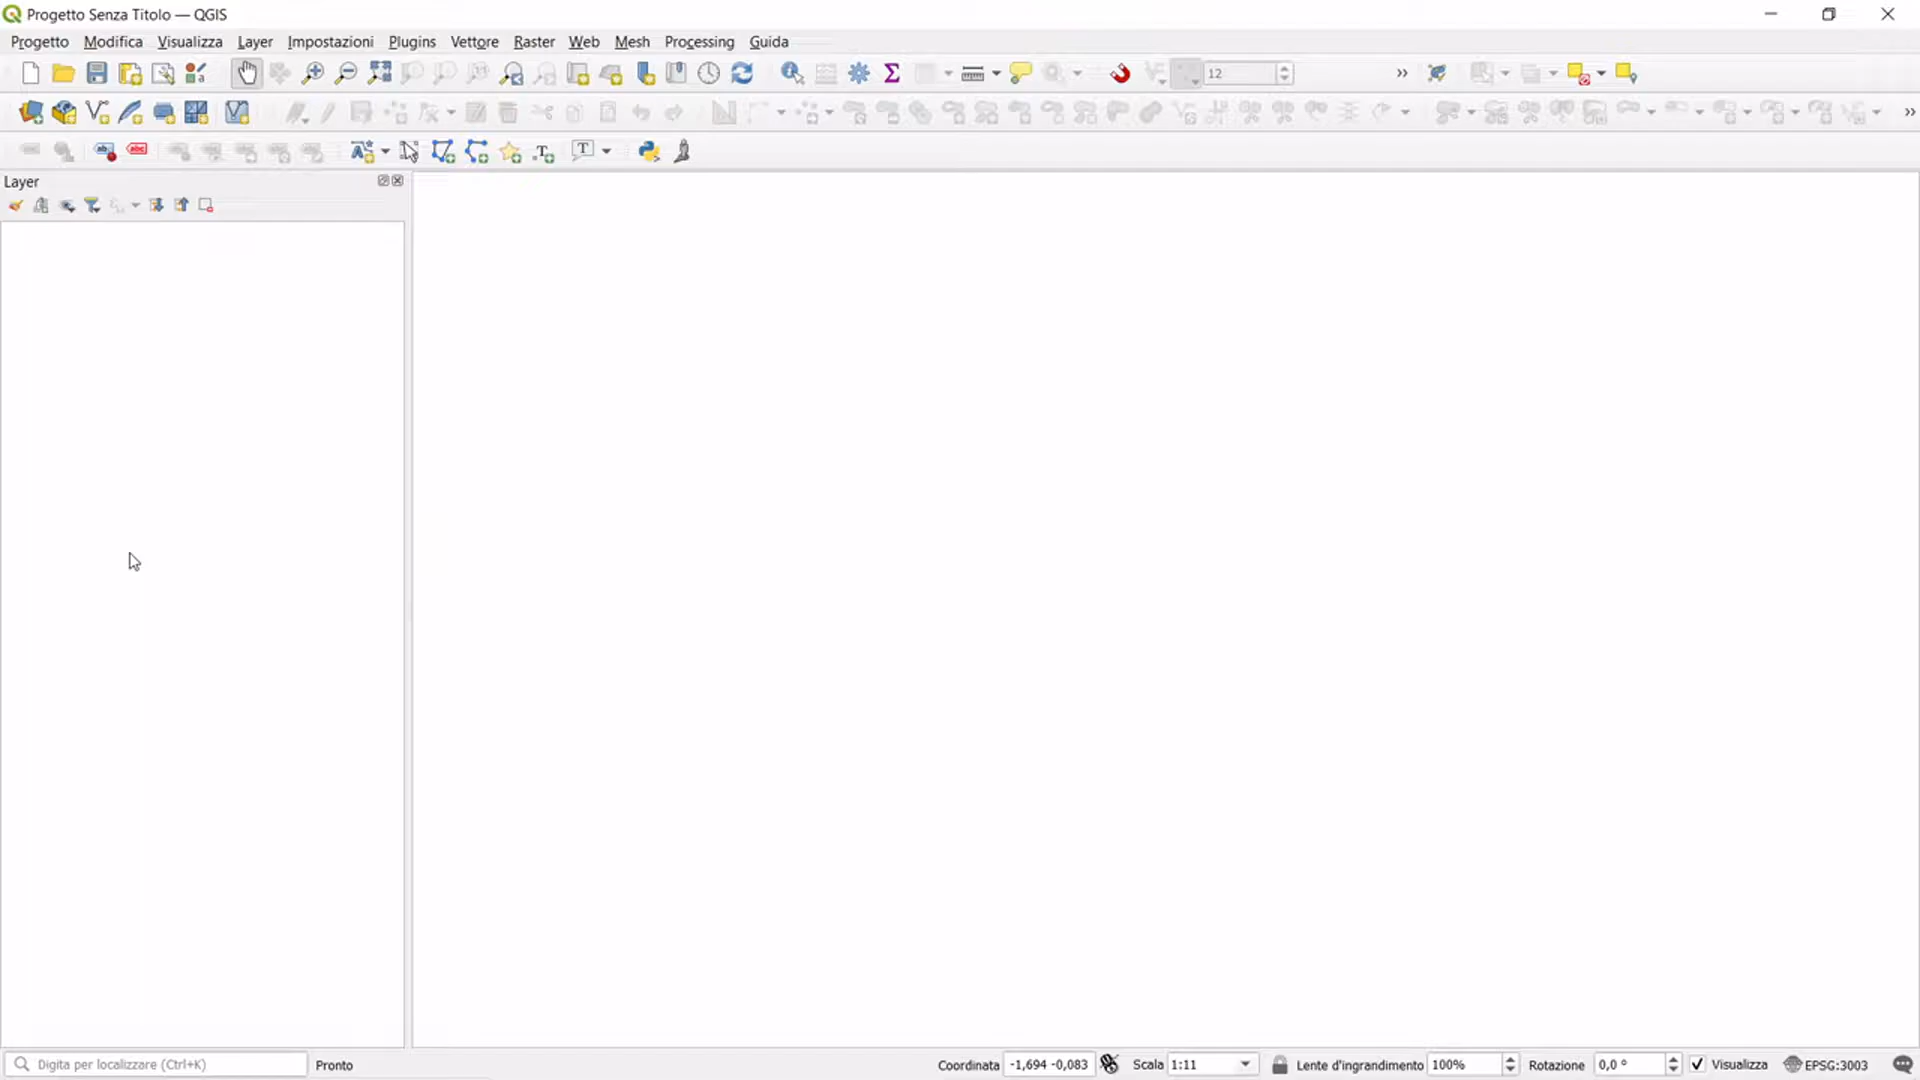 Progetto Senza Titolo — QGIS
Progetto Modifica Visualizza Layer Impostazioni Plugins Vettore Raster Web Mesh Processing Guida
12
Layer
Digita per localizzare (Ctrl+K) Pronto Coordinata -1,694 -0,083 Scala 1:11 Lente d'ingrandimento 100% Rotazione 0,0 ° Visualizza EPSG:3003